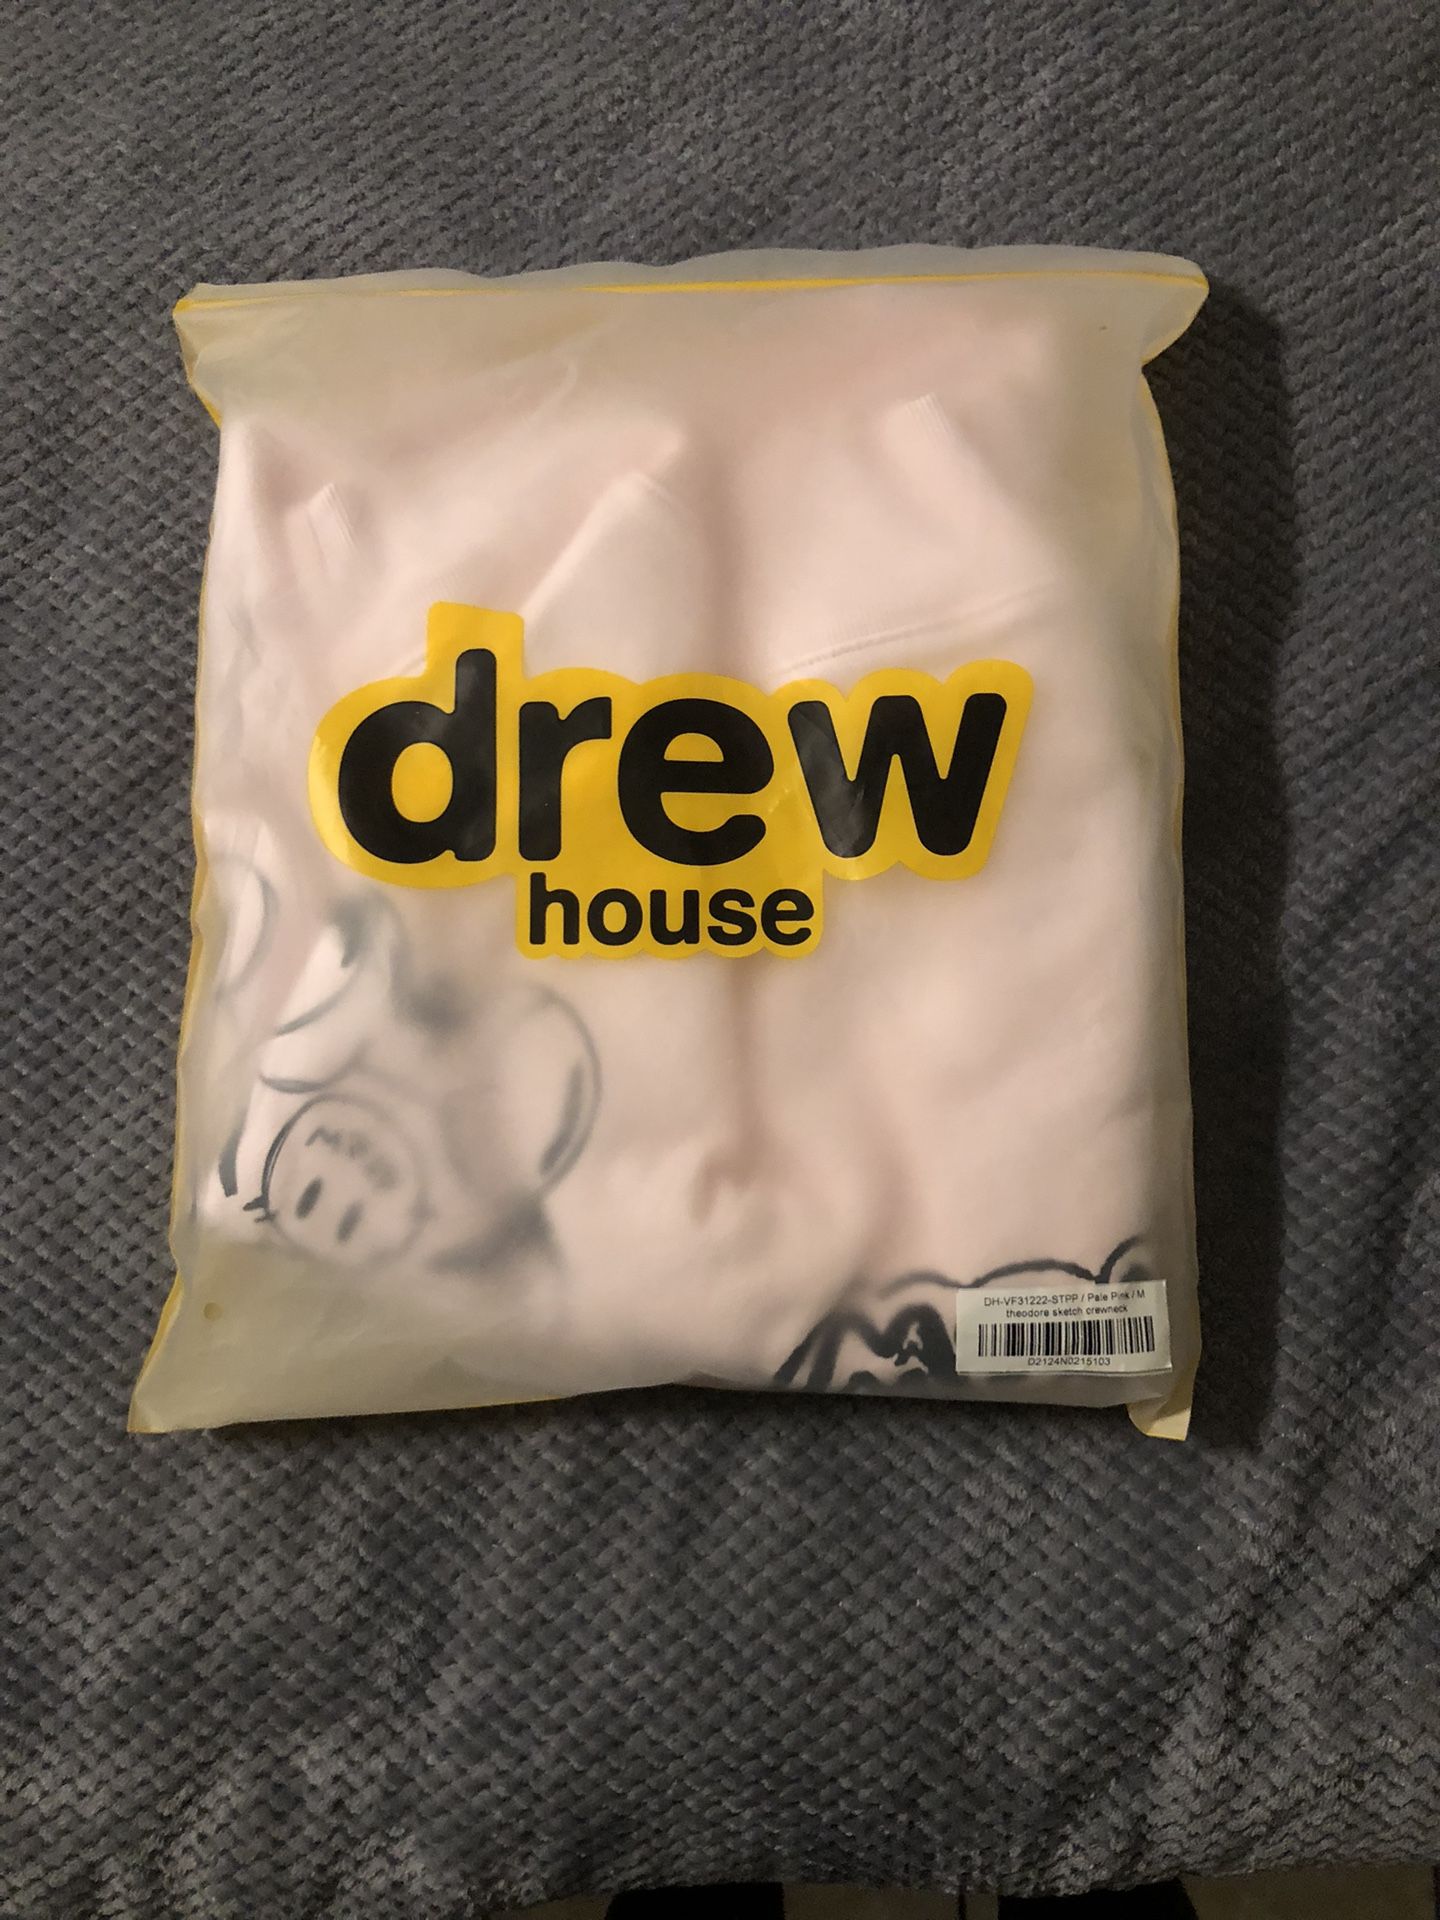 drew
house
DH-VF31222-STPP / Pale Pink / M
theodore sketch crewneck
D2124N0215103